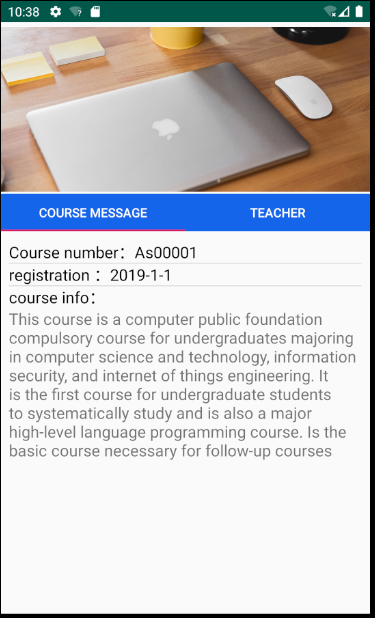 10:38
COURSE MESSAGE
TEACHER
Course number：As00001
registration ：2019-1-1
course info：
This course is a computer public foundation
compulsory course for undergraduates majoring
in computer science and technology, information
security, and internet of things engineering. It
is the first course for undergraduate students
to systematically study and is also a major
high-level language programming course. Is the
basic course necessary for follow-up courses